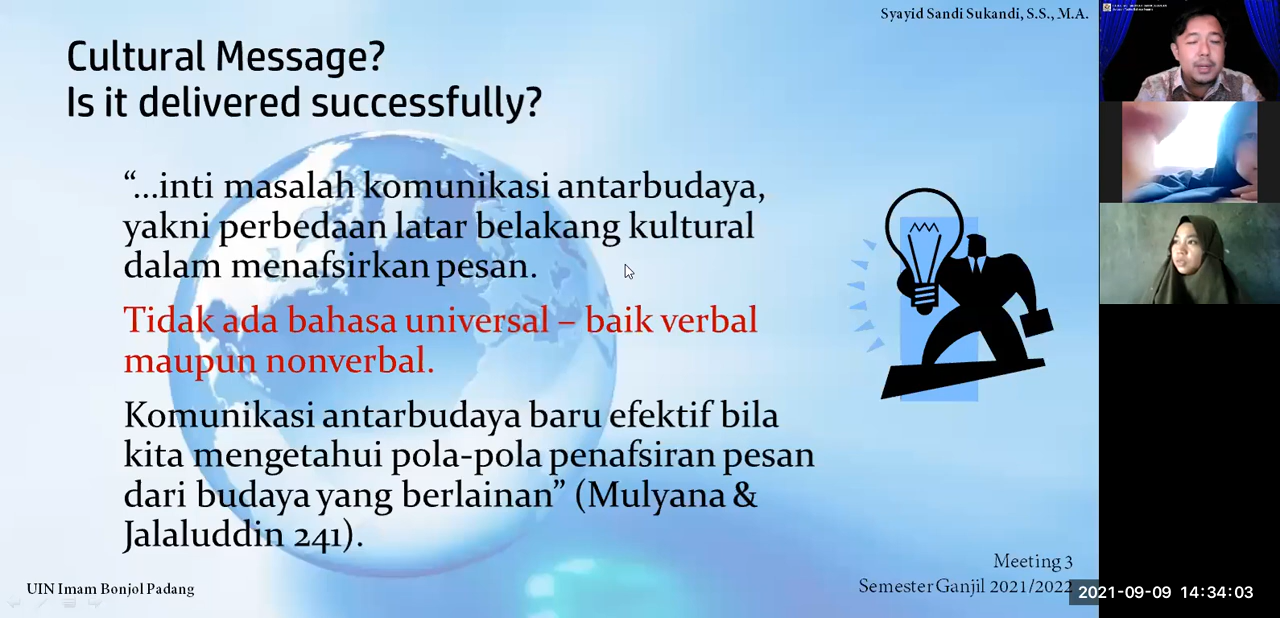 Syayid Sandi Sukandi, S.S., M.A.
Cultural Message?
Is it delivered successfully?
“...inti masalah komunikasi antarbudaya,
yakni perbedaan latar belakang kultural
dalam menafsirkan pesan.
Tidak ada bahasa universal – baik verbal
maupun nonverbal.
Komunikasi antarbudaya baru efektif bila
kita mengetahui pola-pola penafsiran pesan
dari budaya yang berlainan” (Mulyana &
Jalaluddin 241).
Meeting 3
Semester Ganjil 2021/2022
UIN Imam Bonjol Padang
2021-09-09 14:34:03